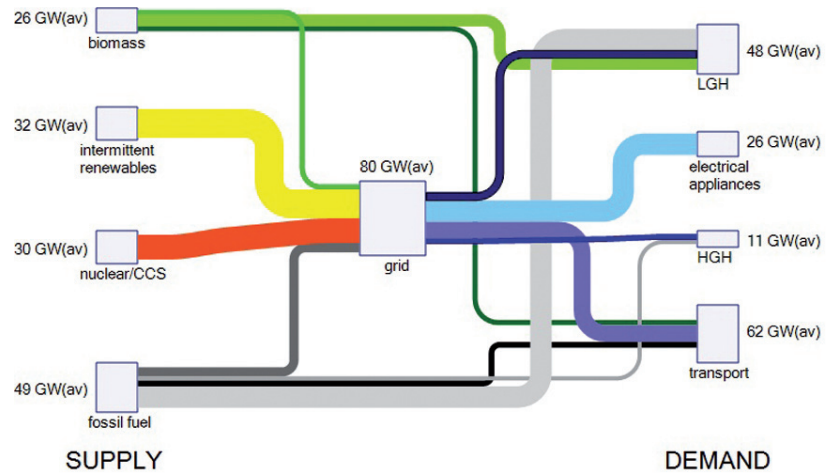 26 GW(av)
biomass
32 GW(av)
intermittent
renewables
30 GW(av)
nuclear/CCS
49 GW(av)
fossil fuel
SUPPLY
80 GW(av)
grid
48 GW(av)
LGH
26 GW(av)
electrical
appliances
11 GW(av)
HGH
62 GW(av)
transport
DEMAND